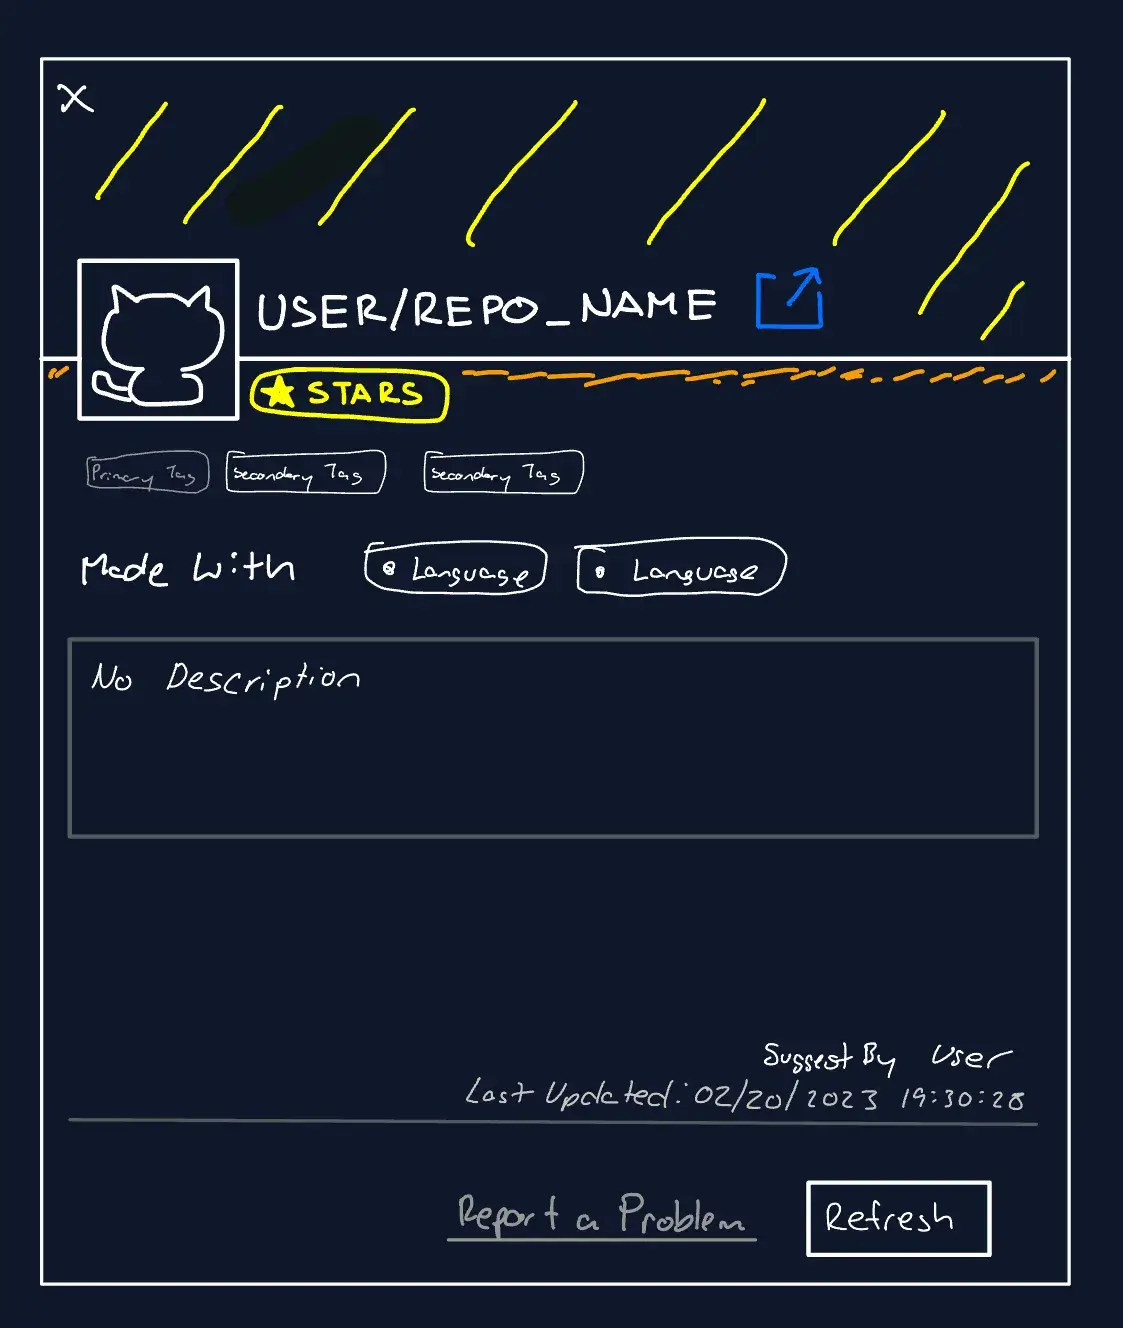 X
USER/REPO_NAME
STARS
Primary Tag Secondary Tag Secondary Tag
Made With Language Language
No Description
Suggest By User
Last Updated: 02/20/2023 19:30:28
Report a Problem Refresh